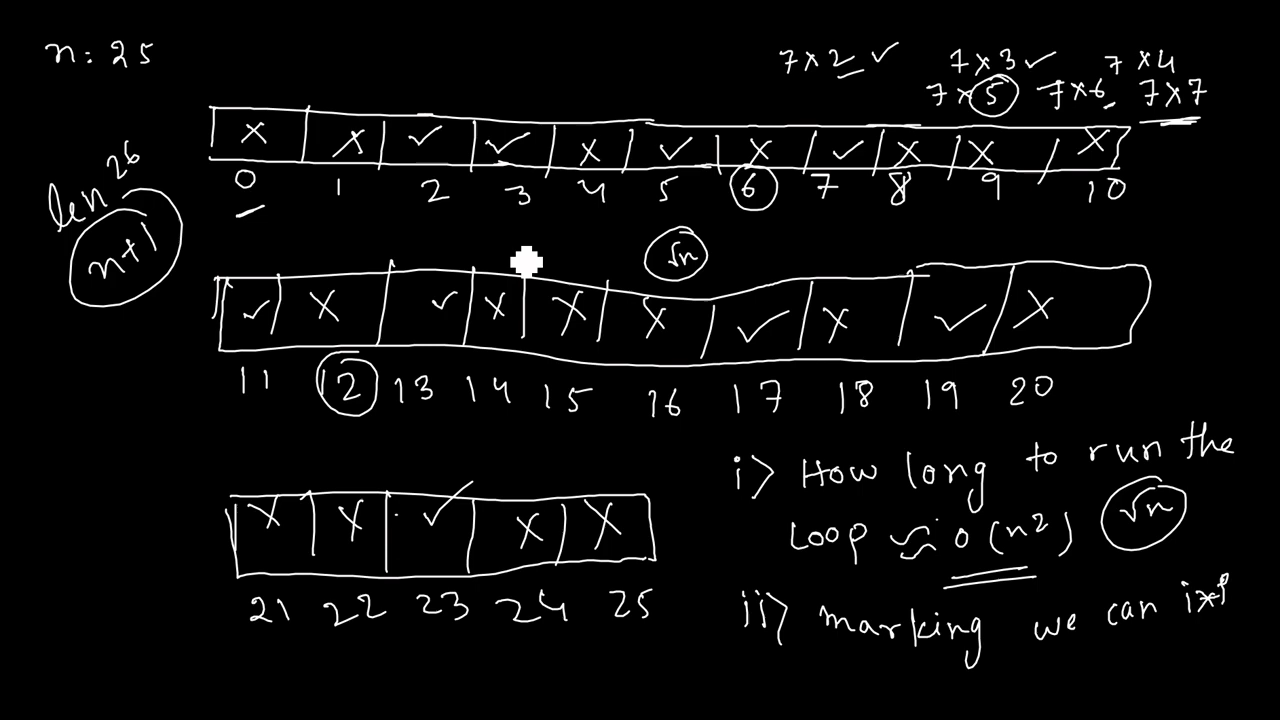 n: 25
7×2 ✓ 7×3 ✓ 7×4
7×5 7×6 7×7
len 26
n+1
X X ✓ ✓ X ✓ X ✓ X X X
0 1 2 3 4 5 6 7 8 9 10
√n
✓ X ✓ X X X ✓ X ✓ X
11 12 13 14 15 16 17 18 19 20
X X ✓ X X
21 22 23 24 25
i> How long to run the
Loop ≈ o (n²) √n
ii> marking we can i×i